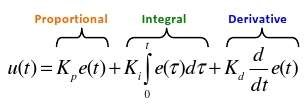 Proportional Integral Derivative
u(t) = K_p e(t) + K_i ∫_0^t e(τ)dτ + K_d d/dt e(t)